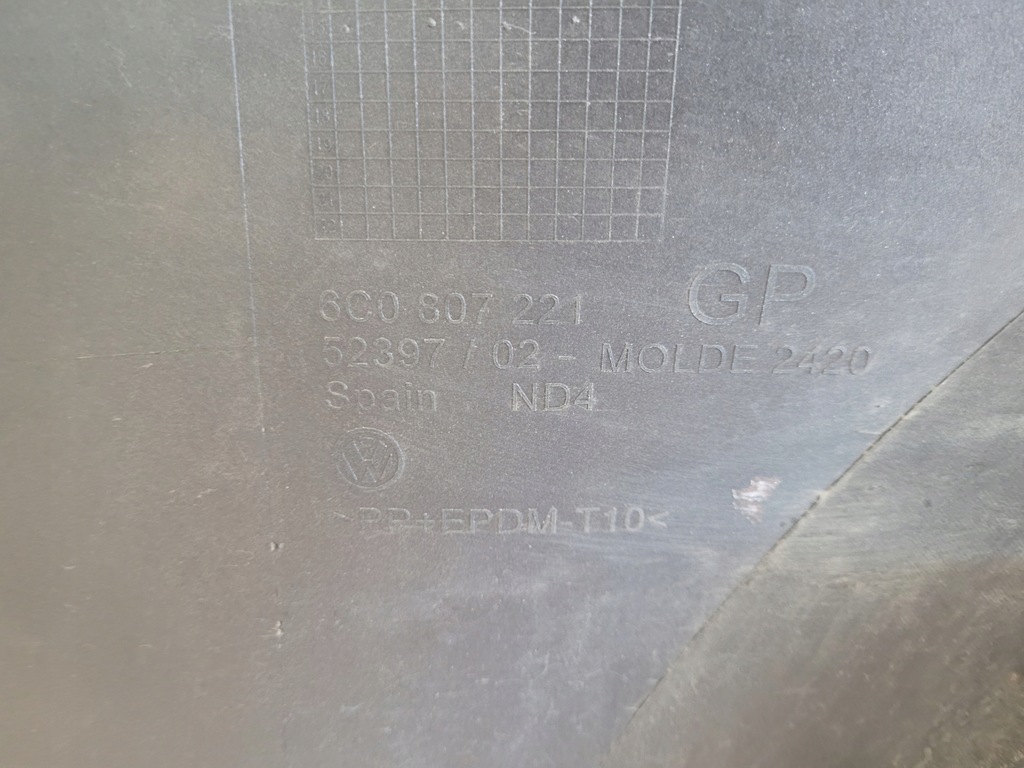 6C0 807 221 GP
52397 / 02 - MOLDE 2420
Spain ND4
>PP+EPDM-T10<